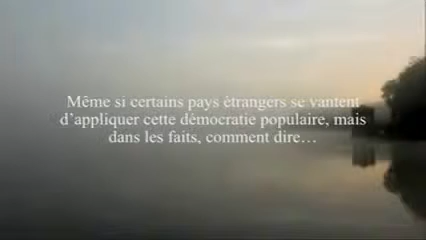 Même si certains pays étrangers se vantent
d’appliquer cette démocratie populaire, mais
dans les faits, comment dire…